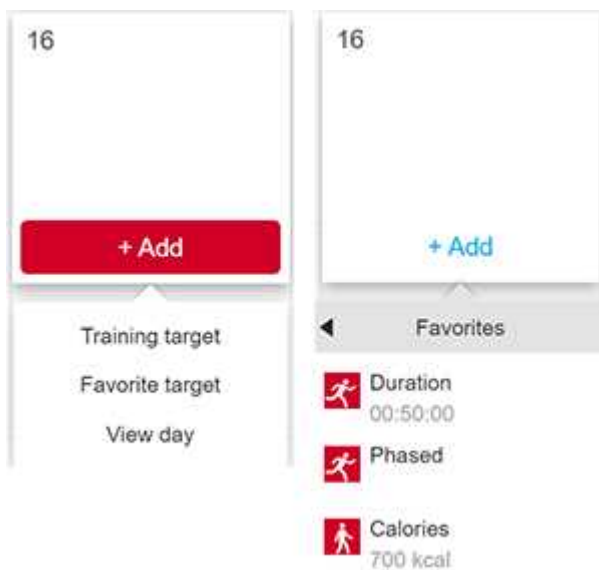 16
+ Add
Training target
Favorite target
View day
16
+ Add
Favorites
Duration
00:50:00
Phased
Calories
700 kcal